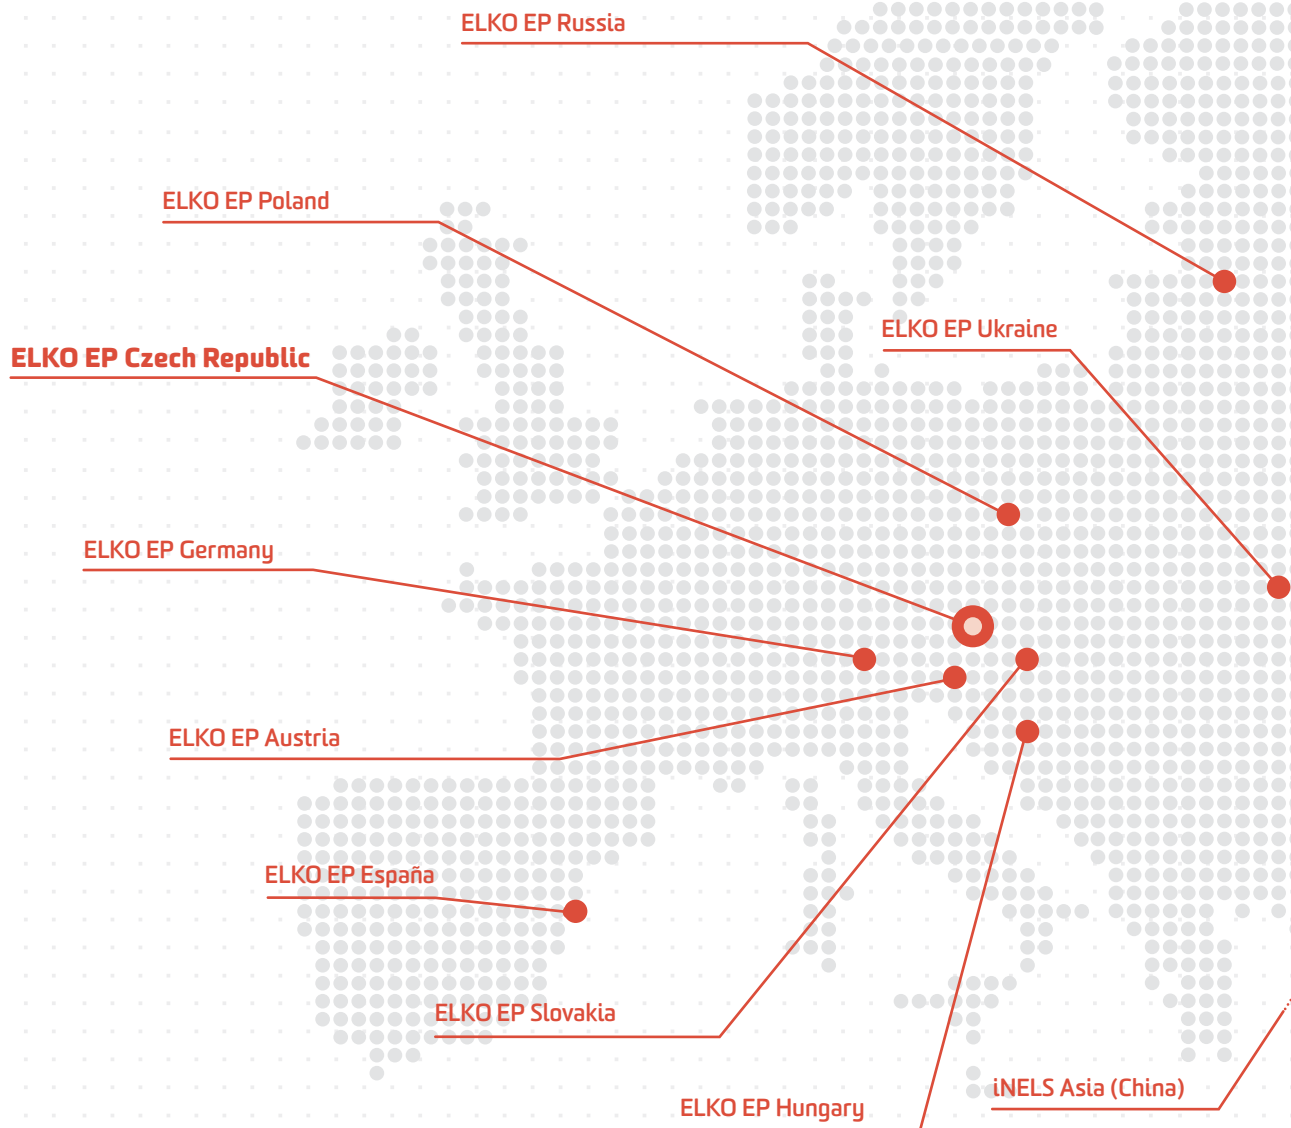 ELKO EP Russia
ELKO EP Poland
ELKO EP Ukraine
ELKO EP Czech Republic
ELKO EP Germany
ELKO EP Austria
ELKO EP España
ELKO EP Slovakia
iNELS Asia (China)
ELKO EP Hungary